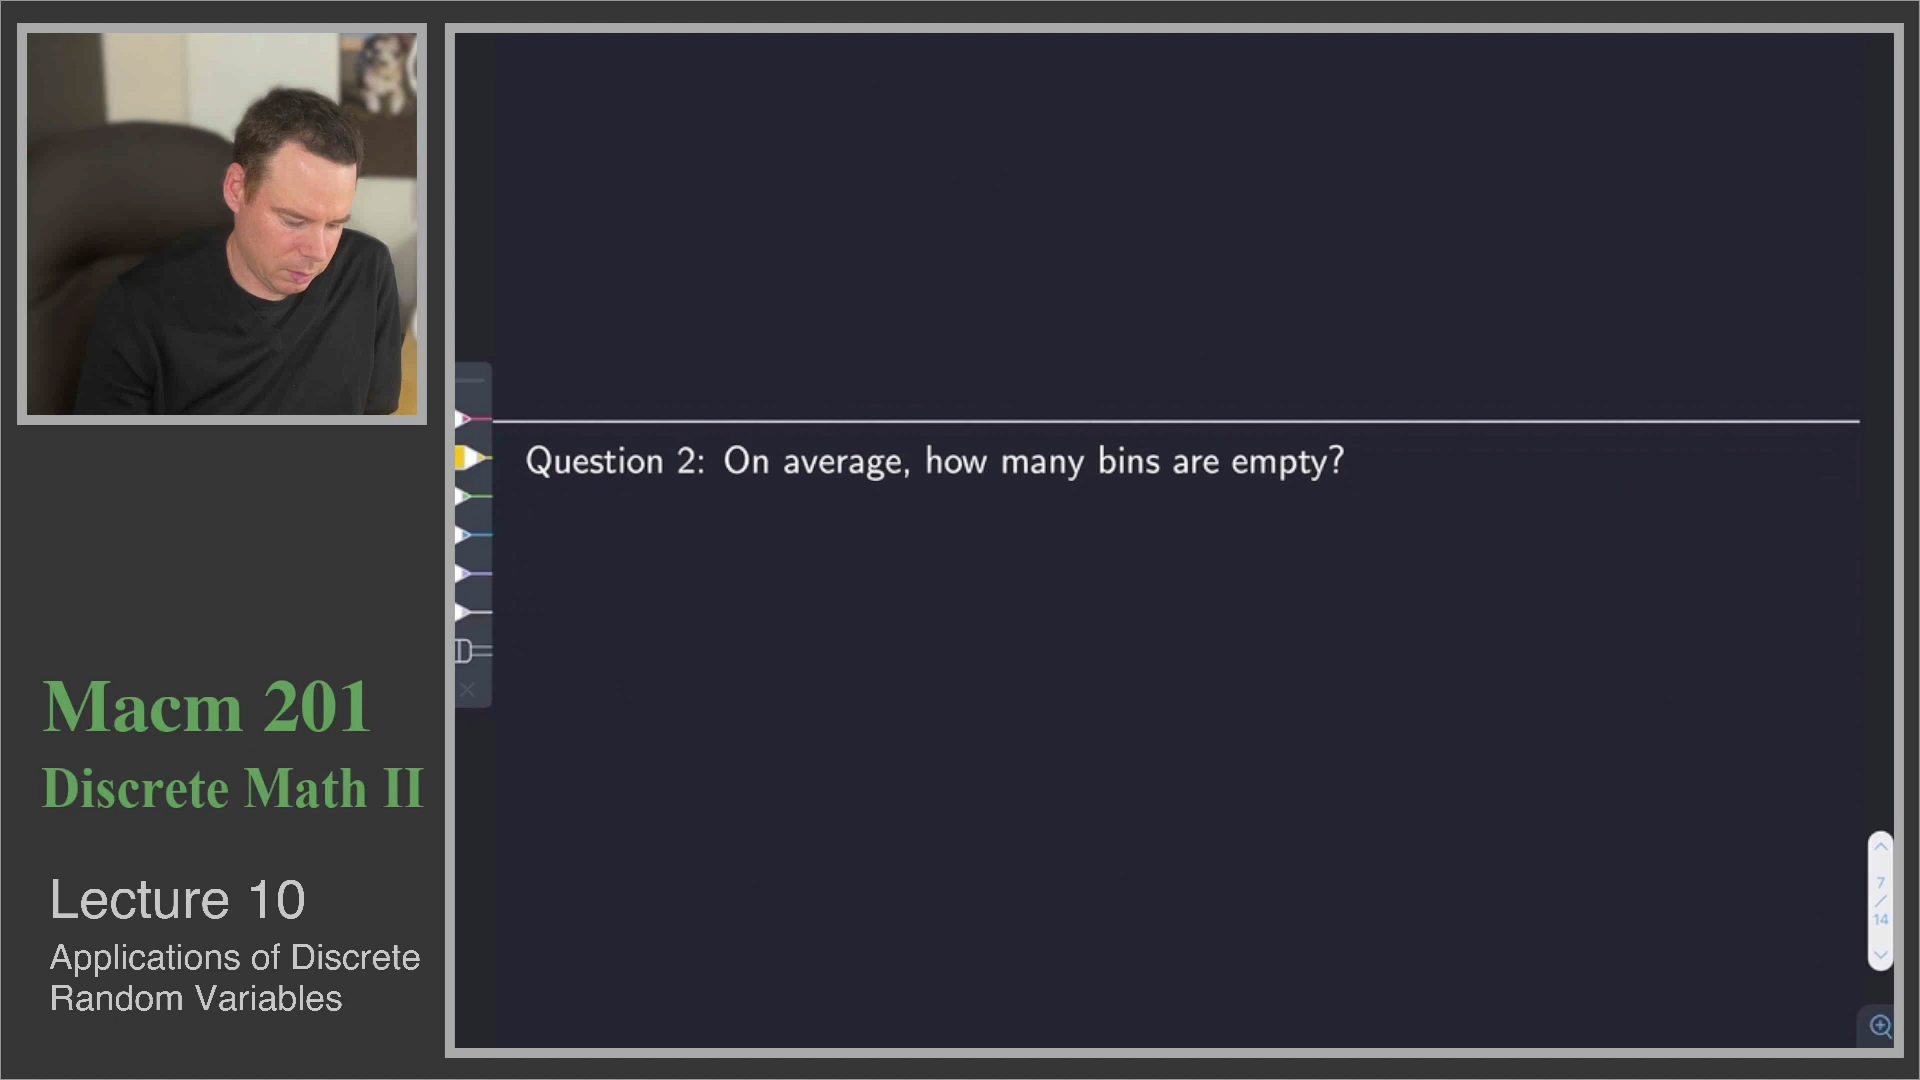 Question 2: On average, how many bins are empty?
Macm 201
Discrete Math II
Lecture 10
Applications of Discrete
Random Variables
7
/
14